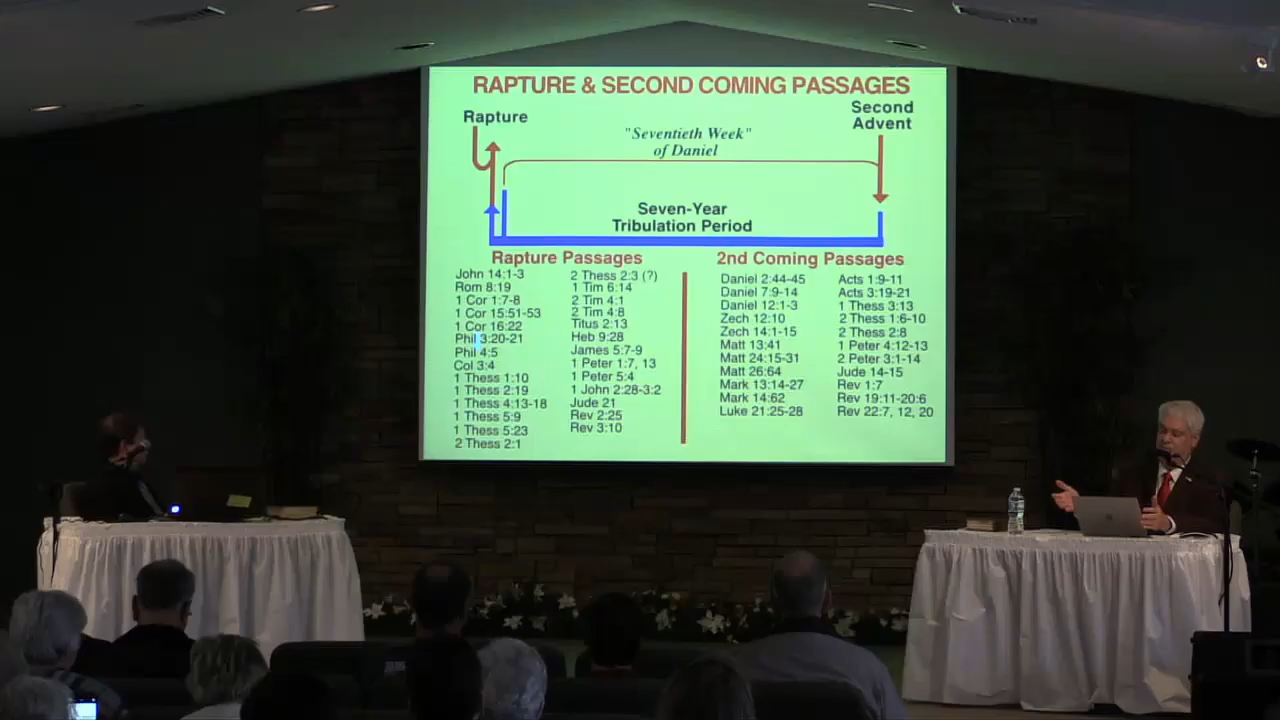 RAPTURE & SECOND COMING PASSAGES
Rapture
Second
Advent
"Seventieth Week"
of Daniel
Seven-Year
Tribulation Period
Rapture Passages
John 14:1-3
Rom 8:19
1 Cor 1:7-8
1 Cor 15:51-53
1 Cor 16:22
Phil 3:20-21
Phil 4:5
Col 3:4
1 Thess 1:10
1 Thess 2:19
1 Thess 4:13-18
1 Thess 5:9
1 Thess 5:23
2 Thess 2:1
2 Thess 2:3 (?)
1 Tim 6:14
2 Tim 4:1
2 Tim 4:8
Titus 2:13
Heb 9:28
James 5:7-9
1 Peter 1:7, 13
1 Peter 5:4
1 John 2:28-3:2
Jude 21
Rev 2:25
Rev 3:10
2nd Coming Passages
Daniel 2:44-45
Daniel 7:9-14
Daniel 12:1-3
Zech 12:10
Zech 14:1-15
Matt 13:41
Matt 24:15-31
Matt 26:64
Mark 13:14-27
Mark 14:62
Luke 21:25-28
Acts 1:9-11
Acts 3:19-21
1 Thess 3:13
2 Thess 1:6-10
2 Thess 2:8
1 Peter 4:12-13
2 Peter 3:1-14
Jude 14-15
Rev 1:7
Rev 19:11-20:6
Rev 22:7, 12, 20